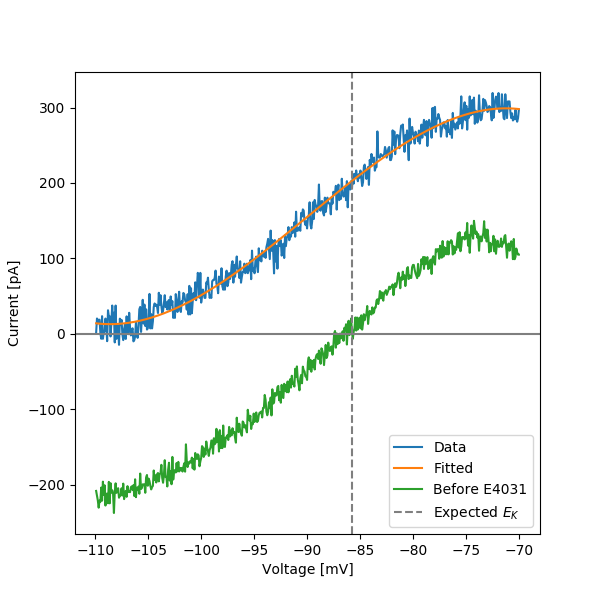 300
200
100
0
−100
−200
Current [pA]
Data
Fitted
Before E4031
Expected E_K
−110 −105 −100 −95 −90 −85 −80 −75 −70
Voltage [mV]